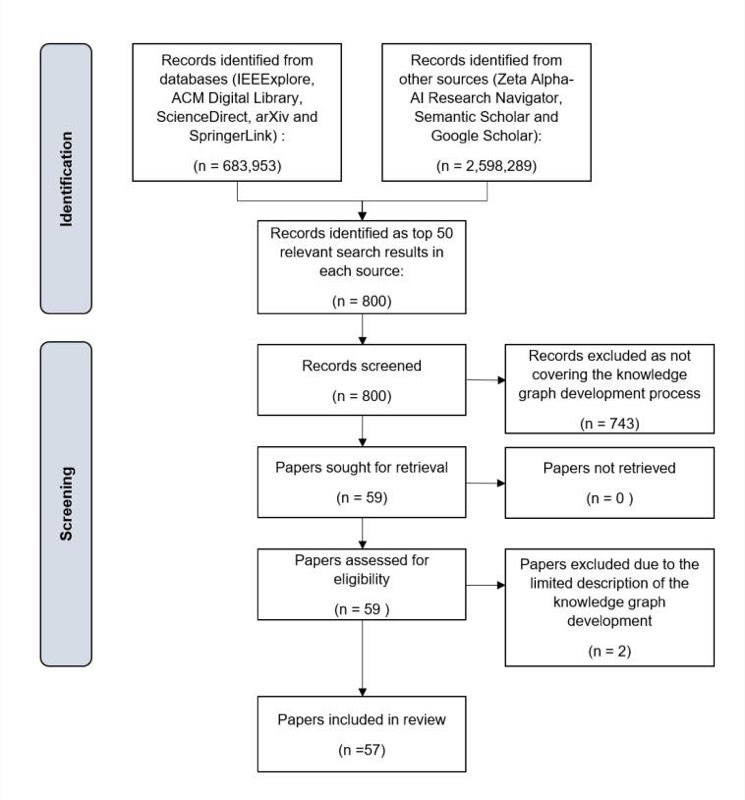 Identification
Records identified from
databases (IEEExplore,
ACM Digital Library,
ScienceDirect, arXiv and
SpringerLink) :
(n = 683,953)
Records identified from
other sources (Zeta Alpha-
AI Research Navigator,
Semantic Scholar and
Google Scholar):
(n = 2,598,289)
Records identified as top 50
relevant search results in
each source:
(n = 800)
Screening
Records screened
(n = 800)
Records excluded as not
covering the knowledge
graph development process
(n = 743)
Papers sought for retrieval
(n = 59)
Papers not retrieved
(n = 0 )
Papers assessed for
eligibility
(n = 59 )
Papers excluded due to the
limited description of the
knowledge graph
development
(n = 2)
Papers included in review
(n =57)